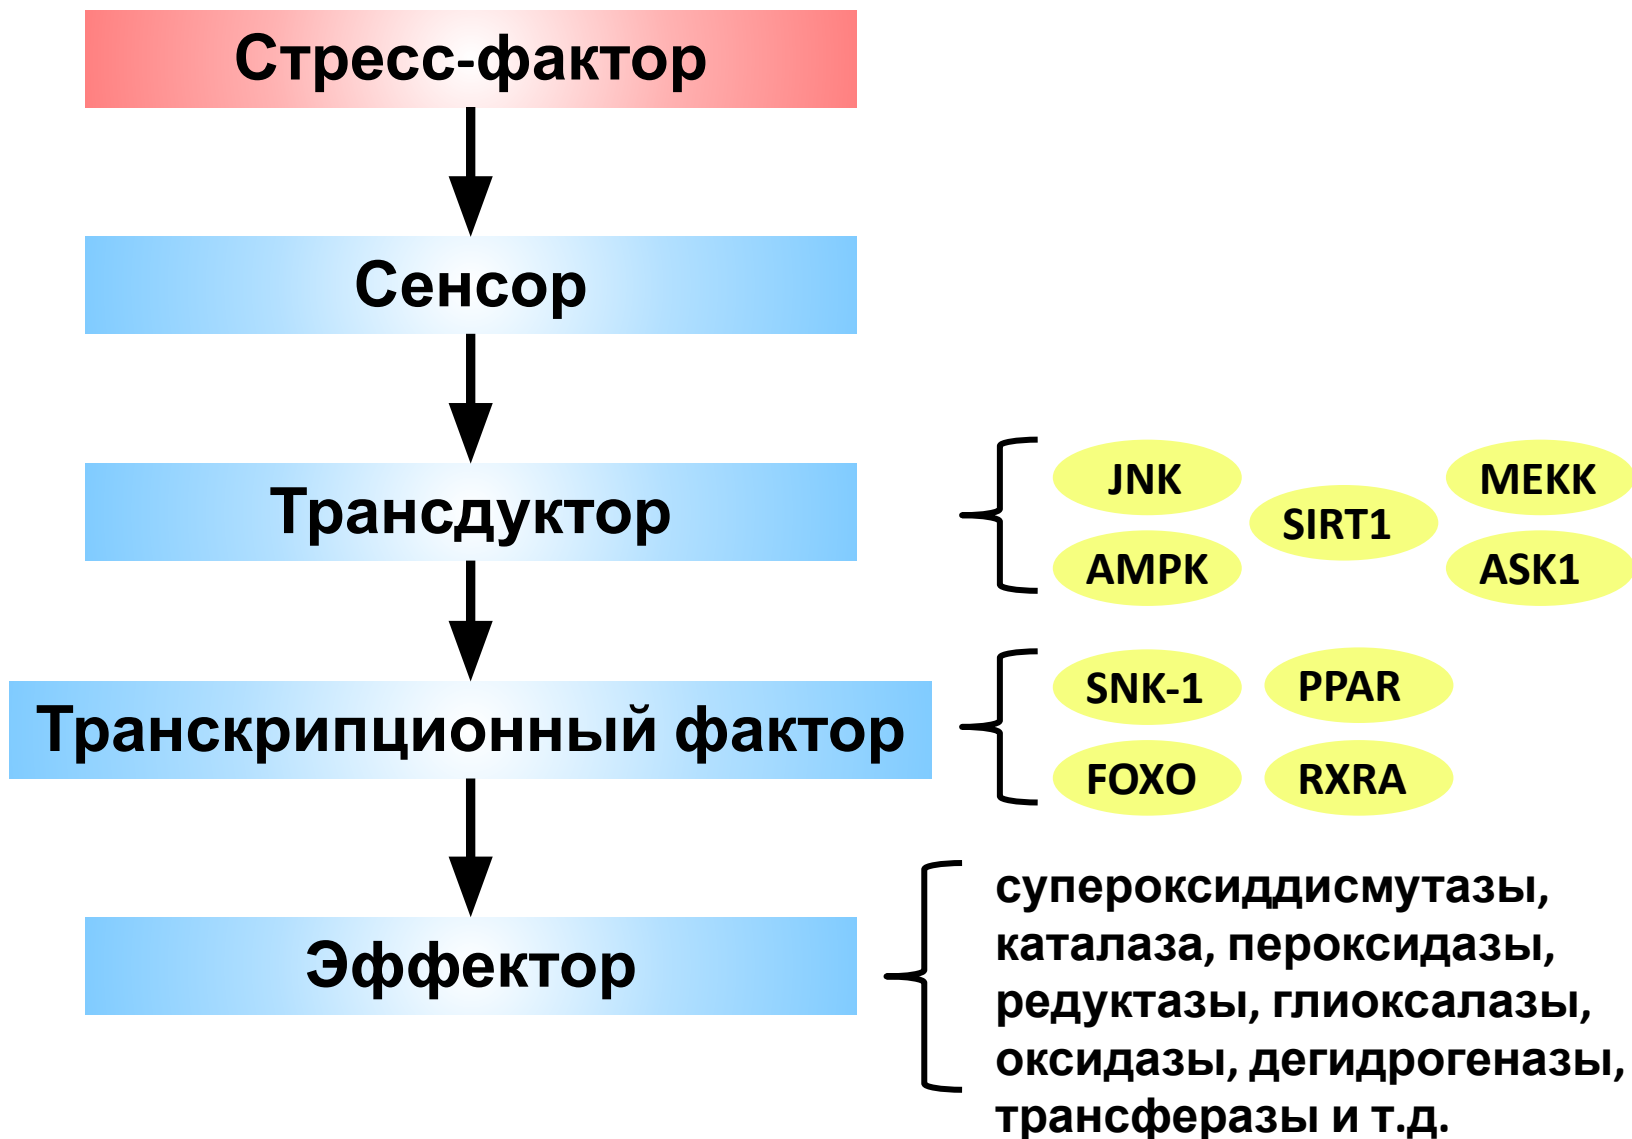 Стресс-фактор
Сенсор
Трансдуктор
JNK
MEKK
SIRT1
AMPK
ASK1
Транскрипционный фактор
SNK-1
PPAR
FOXO
RXRA
Эффектор
супероксиддисмутазы,
каталаза, пероксидазы,
редуктазы, глиоксалазы,
оксидазы, дегидрогеназы,
трансферазы и т.д.